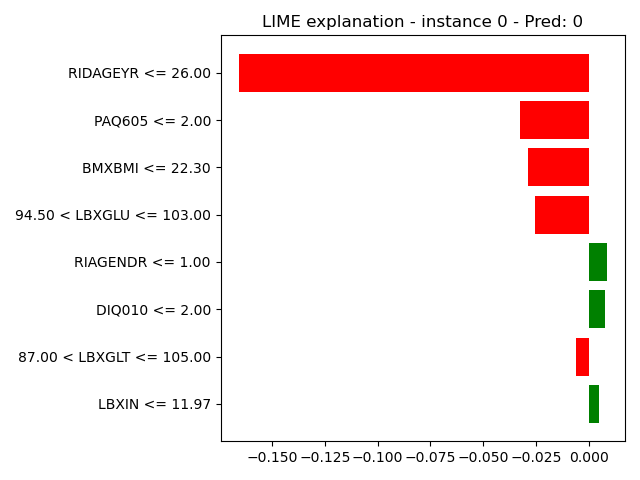 LIME explanation - instance 0 - Pred: 0
RIDAGEYR <= 26.00
PAQ605 <= 2.00
BMXBMI <= 22.30
94.50 < LBXGLU <= 103.00
RIAGENDR <= 1.00
DIQ010 <= 2.00
87.00 < LBXGLT <= 105.00
LBXIN <= 11.97
−0.150 −0.125 −0.100 −0.075 −0.050 −0.025 0.000